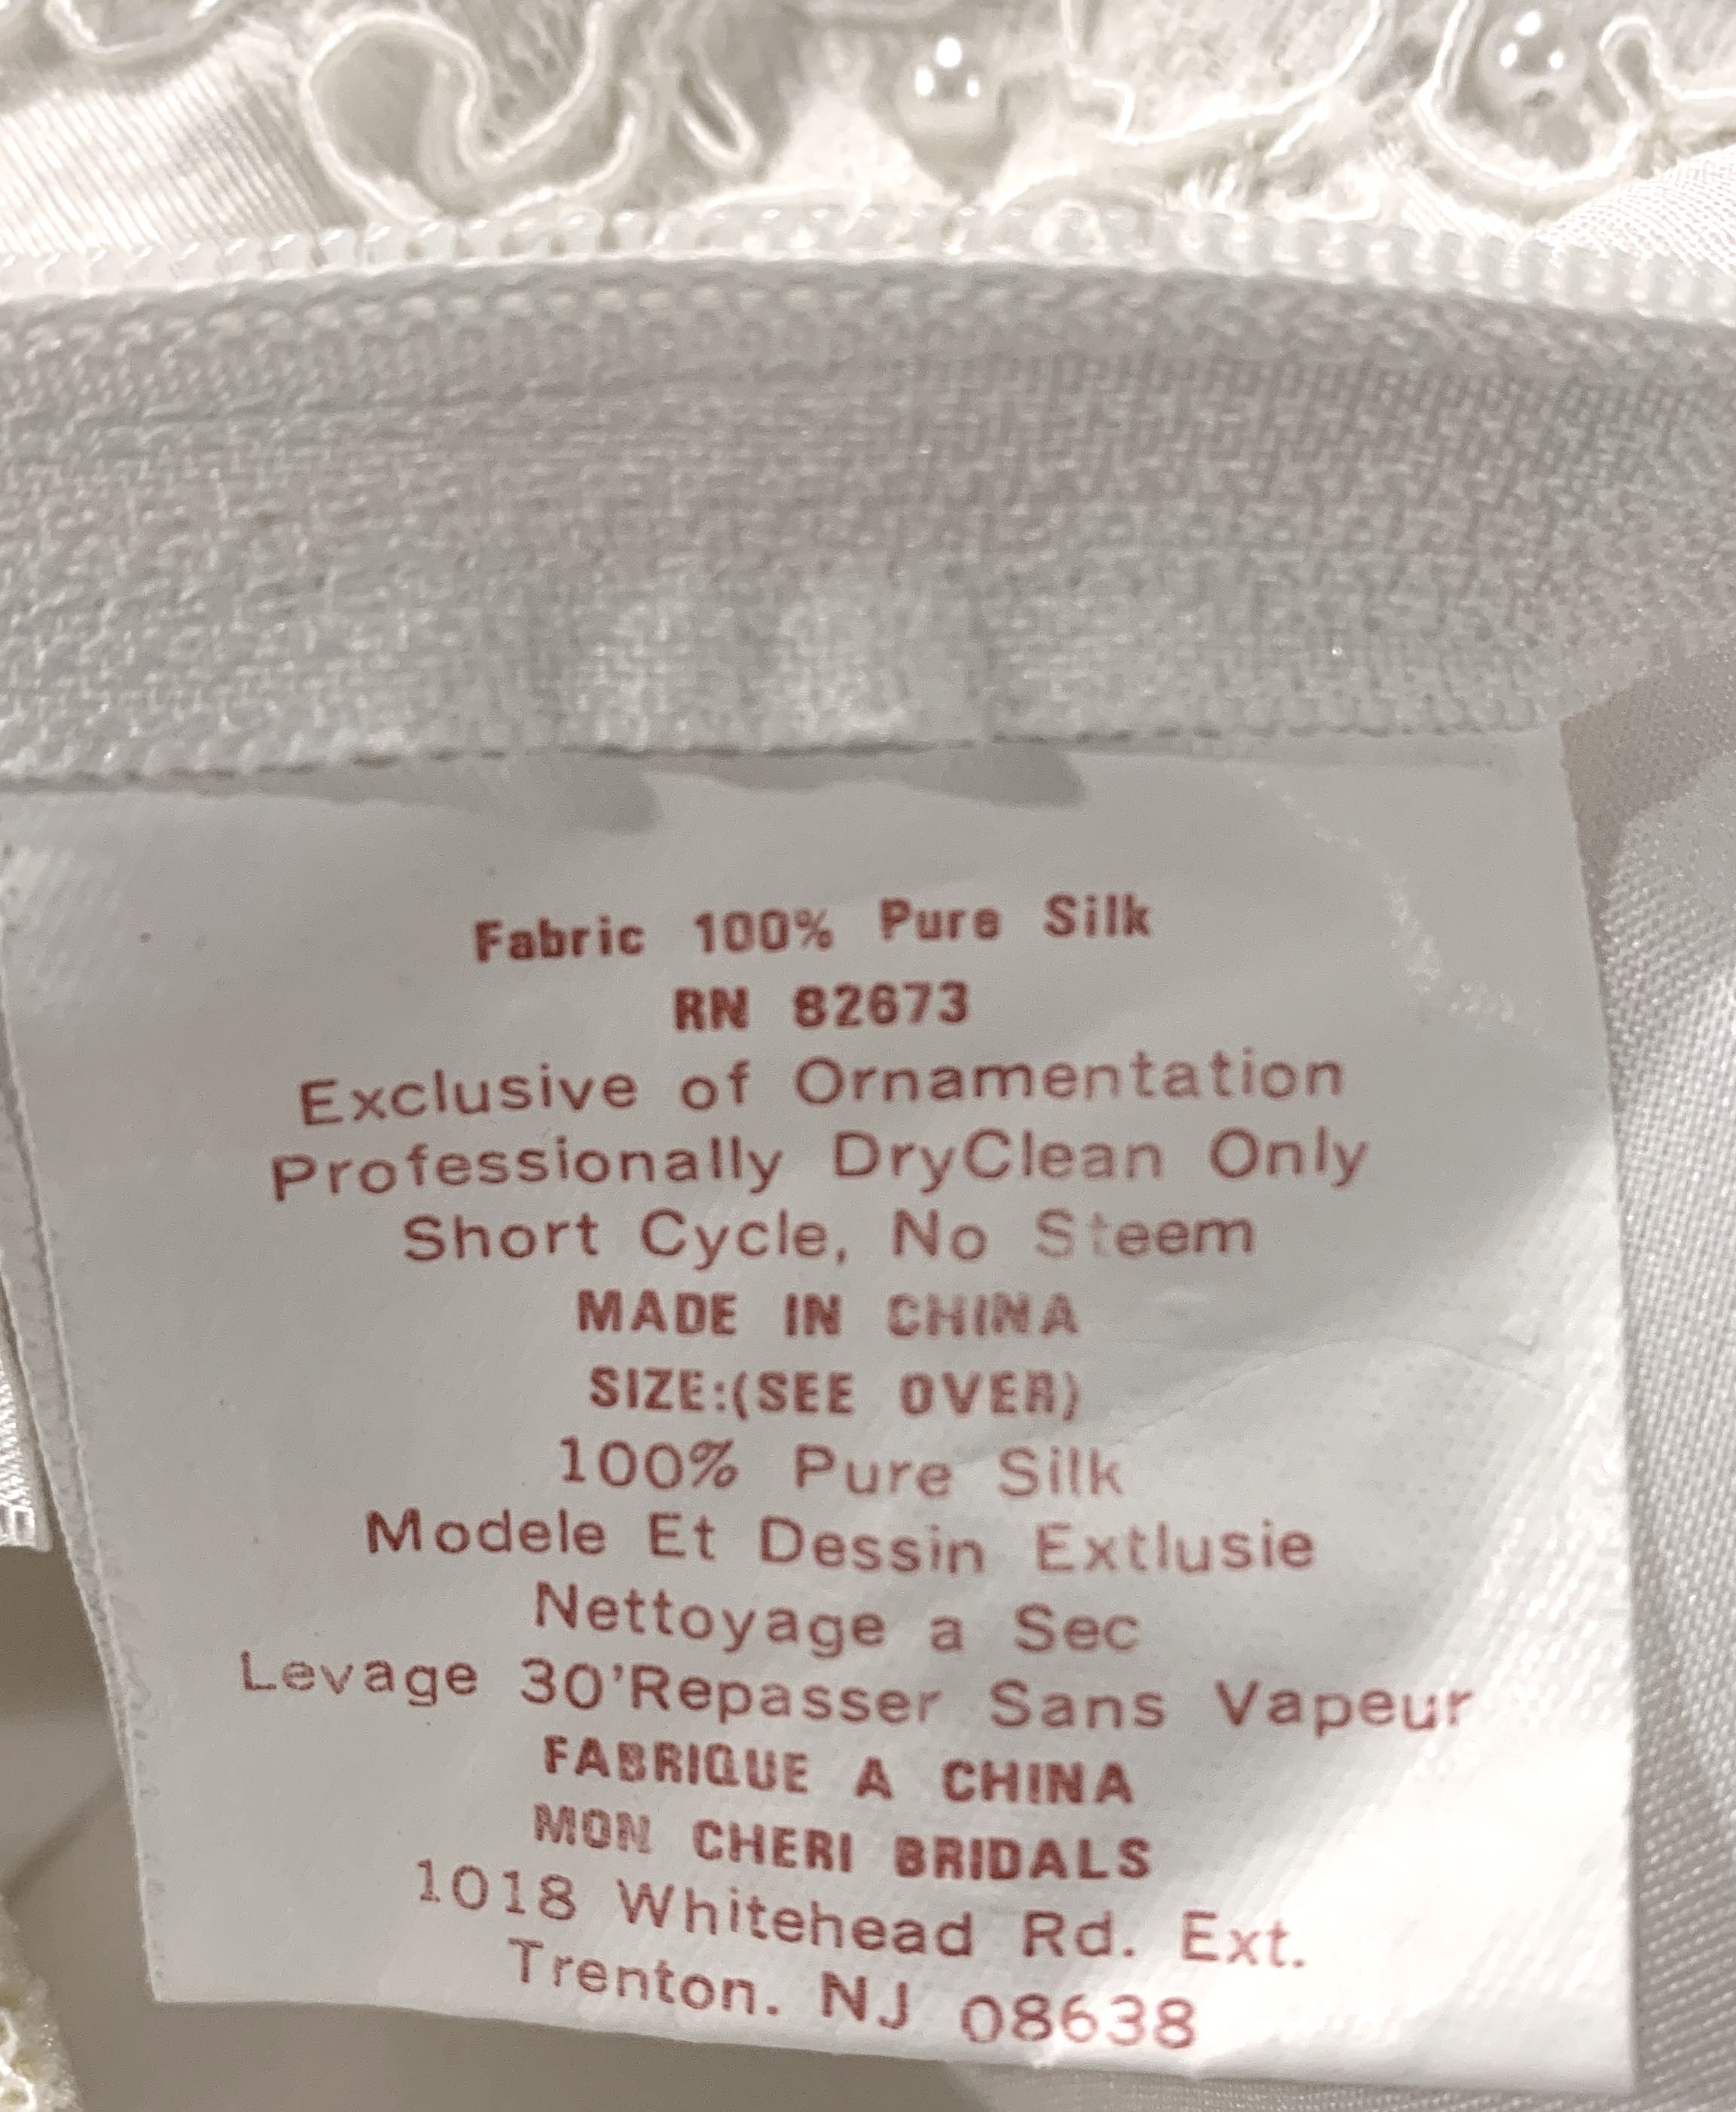 Fabric 100% Pure Silk
RN 82673
Exclusive of Ornamentation
Professionally DryClean Only
Short Cycle, No Steem
MADE IN CHINA
SIZE:(SEE OVER)
100% Pure Silk
Modele Et Dessin Extlusie
Nettoyage a Sec
Levage 30'Repasser Sans Vapeur
FABRIQUE A CHINA
MON CHERI BRIDALS
1018 Whitehead Rd. Ext.
Trenton. NJ 08638